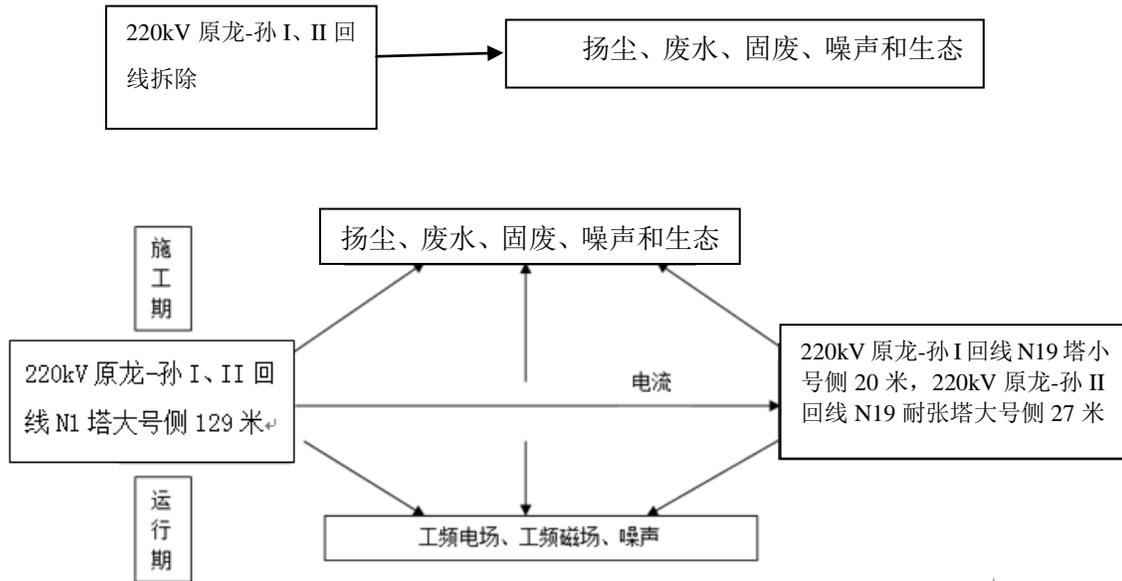 220kV 原龙-孙 I、II 回
线拆除
扬尘、废水、固废、噪声和生态
扬尘、废水、固废、噪声和生态
施
工
期
220kV 原龙-孙 I、II 回
线 N1 塔大号侧 129 米↵
电流
220kV 原龙-孙 I 回线 N19 塔小
号侧 20 米，220kV 原龙-孙 II
回线 N19 耐张塔大号侧 27 米
运
行
期
工频电场、工频磁场、噪声